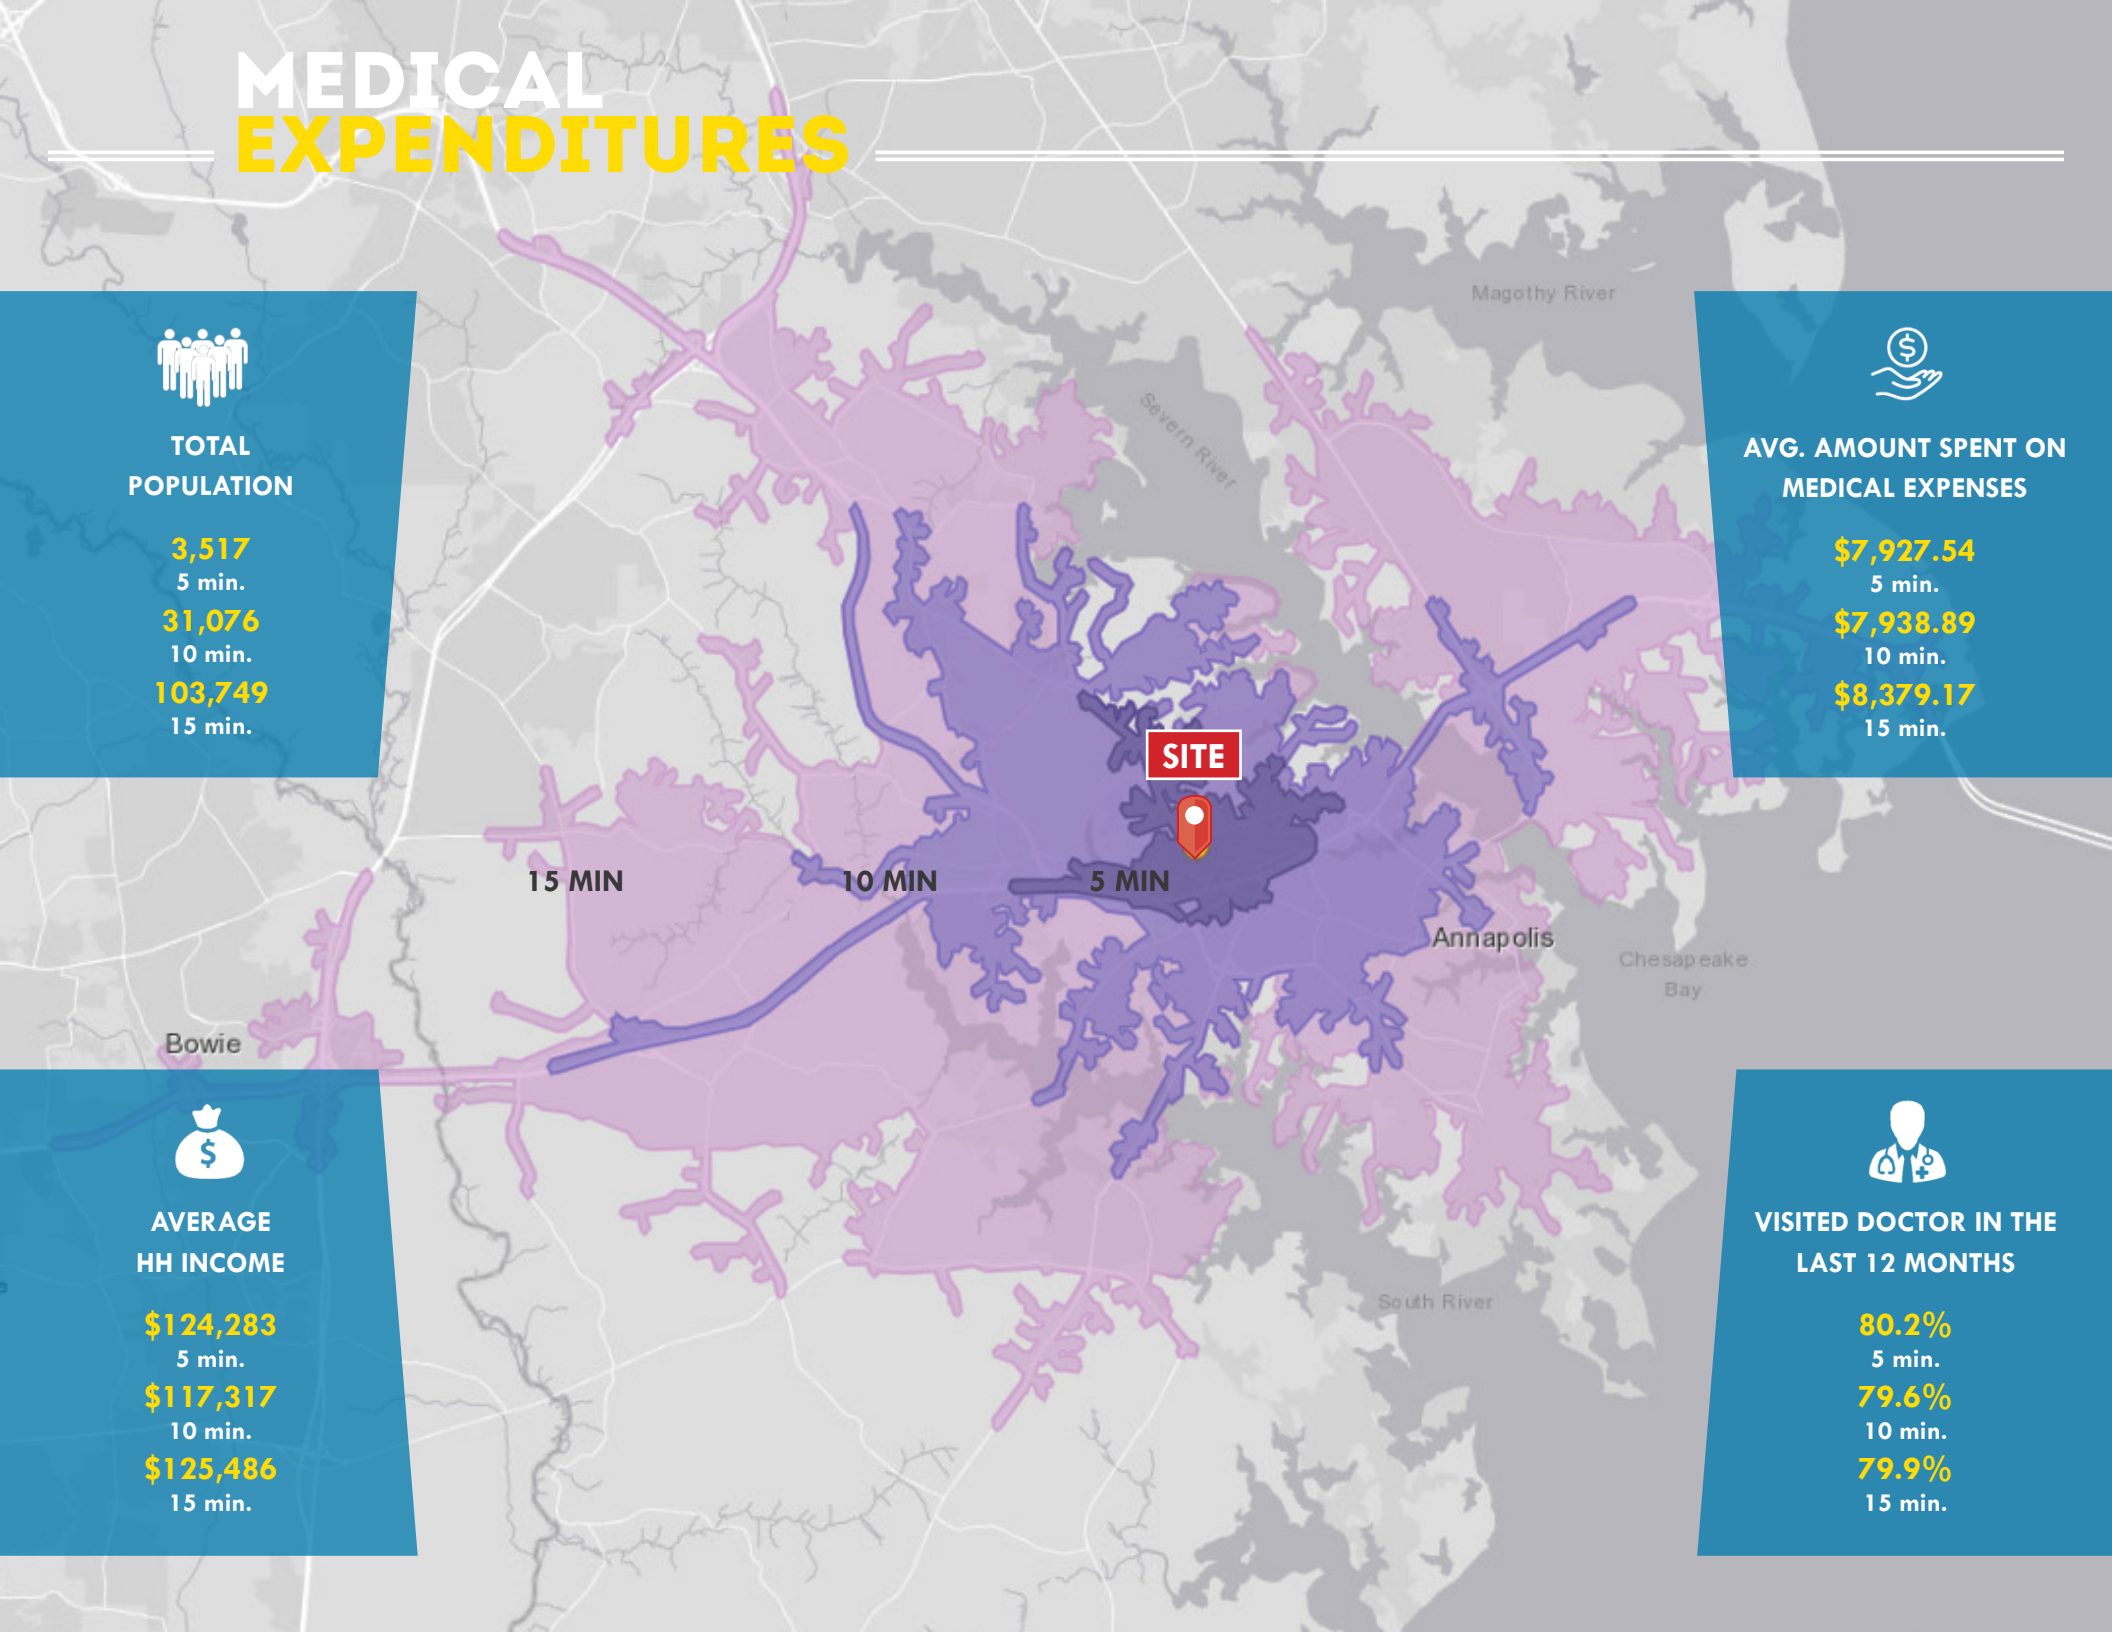 MEDICAL
EXPENDITURES
TOTAL
POPULATION
3,517
5 min.
31,076
10 min.
103,749
15 min.
AVG. AMOUNT SPENT ON
MEDICAL EXPENSES
$7,927.54
5 min.
$7,938.89
10 min.
$8,379.17
15 min.
Magothy River
Severn River
SITE
15 MIN
10 MIN
5 MIN
Annapolis
Chesapeake
Bay
Bowie
South River
$
AVERAGE
HH INCOME
$124,283
5 min.
$117,317
10 min.
$125,486
15 min.
VISITED DOCTOR IN THE
LAST 12 MONTHS
80.2%
5 min.
79.6%
10 min.
79.9%
15 min.